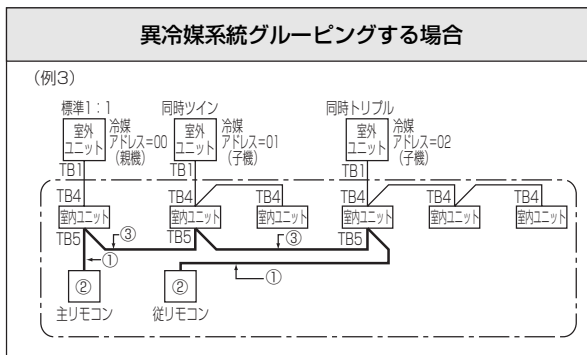 異冷媒系統グルーピングする場合
(例3)
標準1:1
同時ツイン
同時トリプル
室外
ユニット
冷媒
アドレス=00
(親機)
室外
ユニット
冷媒
アドレス=01
(子機)
室外
ユニット
冷媒
アドレス=02
(子機)
TB1
TB1
TB1
TB4
TB4
TB4
TB4
TB4
TB4
室内ユニット
室内ユニット
室内ユニット
室内ユニット
室内ユニット
室内ユニット
TB5
TB5
TB5
③
③
①
①
②
②
主リモコン
従リモコン